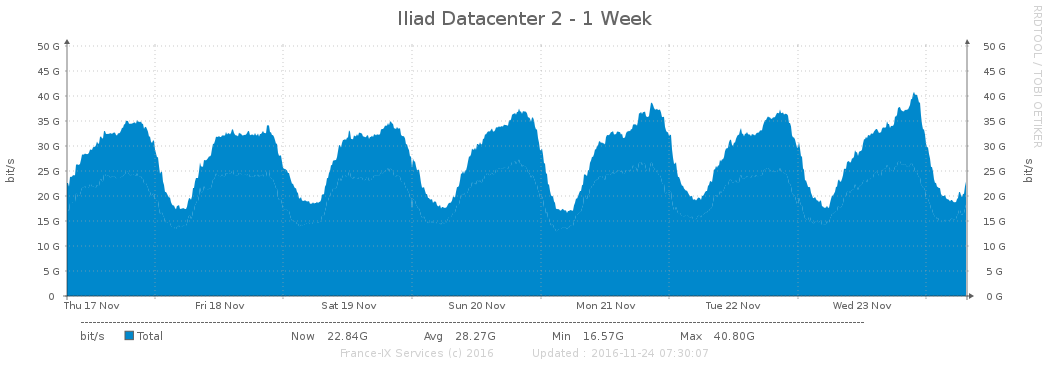 Iliad Datacenter 2 - 1 Week
RRDTOOL / TOBI OETIKER
bit/s
50 G 50 G
45 G 45 G
40 G 40 G
35 G 35 G
30 G 30 G
25 G 25 G
20 G 20 G
15 G 15 G
10 G 10 G
5 G 5 G
0 0 G
bit/s
Thu 17 Nov Fri 18 Nov Sat 19 Nov Sun 20 Nov Mon 21 Nov Tue 22 Nov Wed 23 Nov
bit/s Total Now 22.84G Avg 28.27G Min 16.57G Max 40.80G
France-IX Services (c) 2016 Updated : 2016-11-24 07:30:07